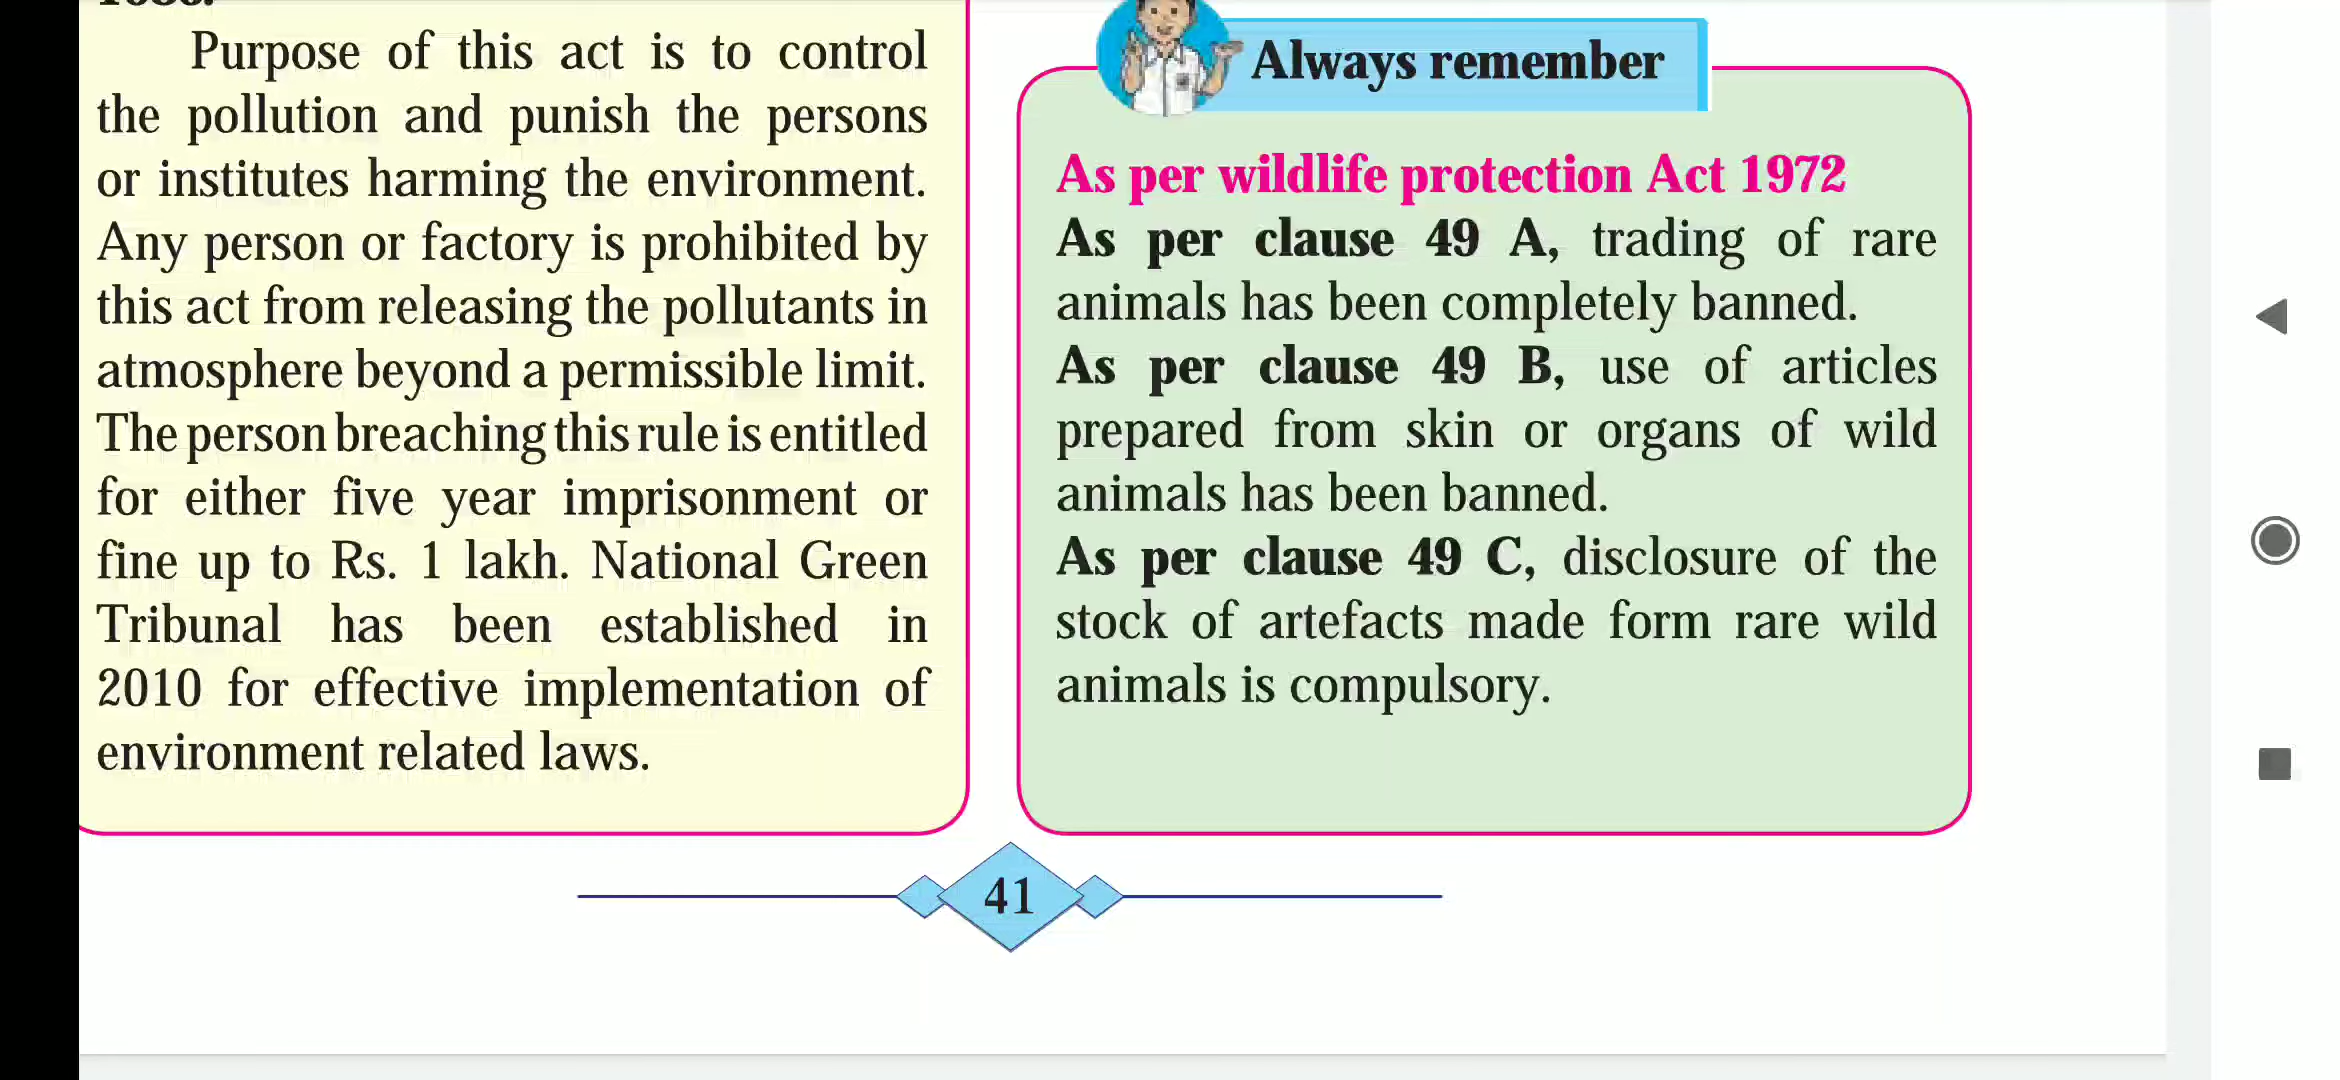 Purpose of this act is to control
the pollution and punish the persons
or institutes harming the environment.
Any person or factory is prohibited by
this act from releasing the pollutants in
atmosphere beyond a permissible limit.
The person breaching this rule is entitled
for either five year imprisonment or
fine up to Rs. 1 lakh. National Green
Tribunal has been established in
2010 for effective implementation of
environment related laws.
Always remember
As per wildlife protection Act 1972
As per clause 49 A, trading of rare
animals has been completely banned.
As per clause 49 B, use of articles
prepared from skin or organs of wild
animals has been banned.
As per clause 49 C, disclosure of the
stock of artefacts made form rare wild
animals is compulsory.
41